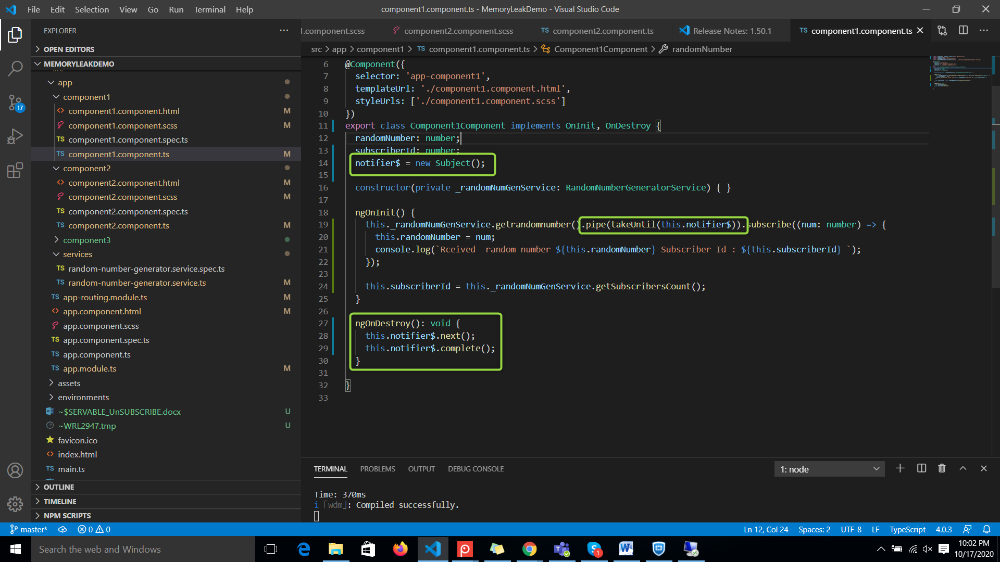 File Edit Selection View Go Run Terminal Help
component1.component.ts - MemoryLeakDemo - Visual Studio Code
EXPLORER
OPEN EDITORS
MEMORYLEAKDEMO
app
component1
component1.component.html M
component1.component.scss M
component1.component.spec.ts
component1.component.ts M
component2
component2.component.html M
component2.component.scss M
component2.component.spec.ts
component2.component.ts M
component3
services
random-number-generator.service.spec.ts
random-number-generator.service.ts M
app-routing.module.ts M
app.component.html M
app.component.scss
app.component.spec.ts
app.component.ts
app.module.ts M
assets
environments
~$SERVABLE_UnSUBSCRIBE.docx U
~WRL2947.tmp U
favicon.ico
index.html
main.ts
OUTLINE
TIMELINE
NPM SCRIPTS
17
.component.scss component2.component.scss TS component2.component.ts Release Notes: 1.50.1 TS component1.component.ts
src > app > component1 > TS component1.component.ts > Component1Component > randomNumber
6 @Component({
7 selector: 'app-component1',
8 templateUrl: './component1.component.html',
9 styleUrls: ['./component1.component.scss']
10 })
11 export class Component1Component implements OnInit, OnDestroy {
12 randomNumber: number;
13 subscriberId: number;
14 notifier$ = new Subject();
15
16 constructor(private _randomNumGenService: RandomNumberGeneratorService) { }
17
18 ngOnInit() {
19 this._randomNumGenService.getrandomnumber().pipe(takeUntil(this.notifier$)).subscribe((num: number) => {
20 this.randomNumber = num;
21 console.log(`Rceived  random number ${this.randomNumber} Subscriber Id : ${this.subscriberId} `);
22 });
23
24 this.subscriberId = this._randomNumGenService.getSubscribersCount();
25 }
26
27 ngOnDestroy(): void {
28 this.notifier$.next();
29 this.notifier$.complete();
30 }
31
32 }
33
TERMINAL PROBLEMS OUTPUT DEBUG CONSOLE 1: node
Time: 370ms
i ｢wdm｣: Compiled successfully.
master* 0 0 Ln 12, Col 24 Spaces: 2 UTF-8 LF TypeScript 4.0.3
Search the web and Windows
1
10:02 PM
10/17/2020